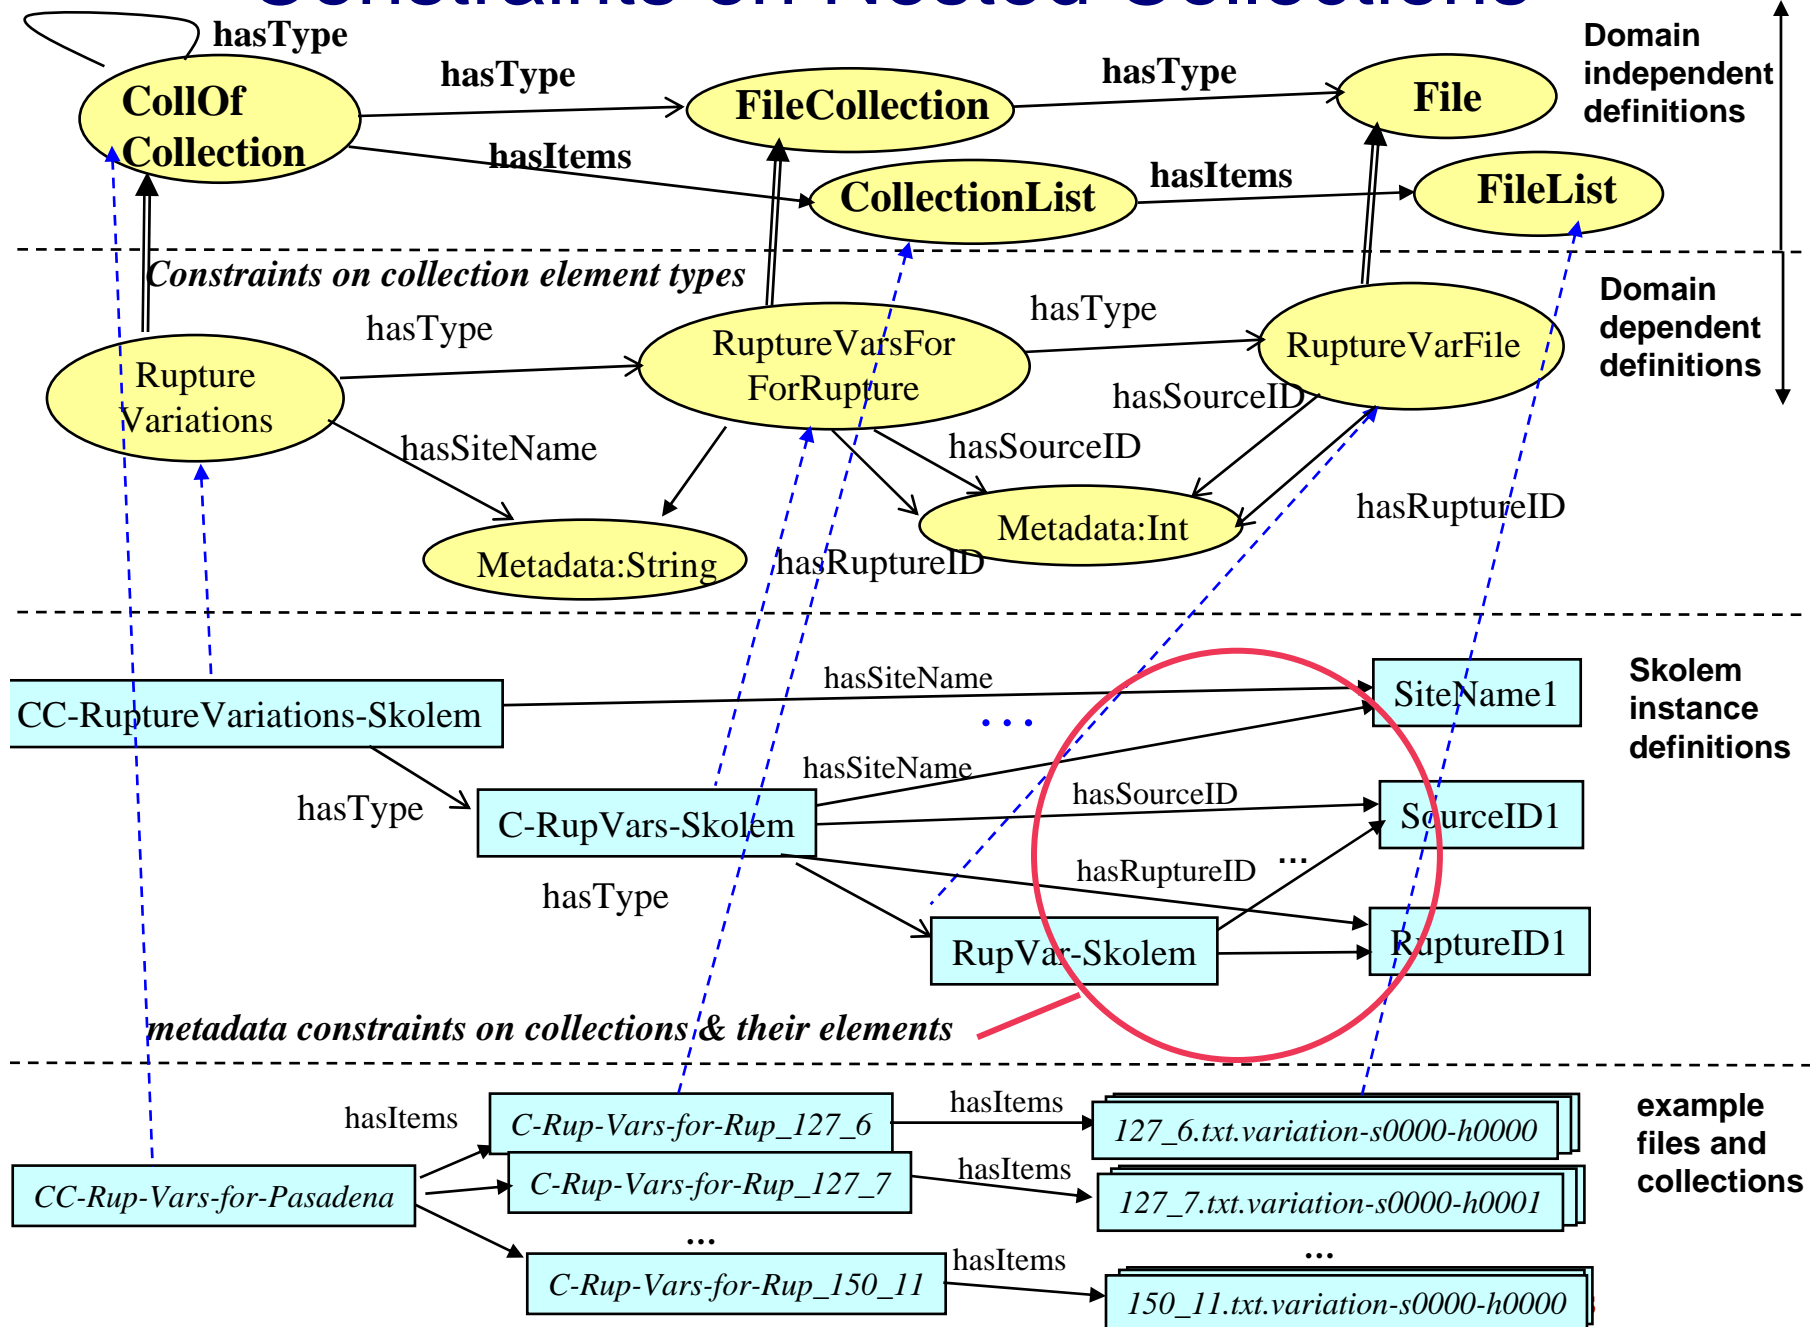 Constraints on Nested Collections
hasType
hasType
hasType
Domain
independent
definitions
CollOf
Collection
FileCollection
File
hasItems
CollectionList
hasItems
FileList
Constraints on collection element types
Domain
dependent
definitions
hasType
hasType
Rupture
Variations
RuptureVarsFor
ForRupture
RuptureVarFile
hasSourceID
hasSiteName
hasSourceID
hasRuptureID
Metadata:String
hasRuptureID
Metadata:Int
Skolem
instance
definitions
hasSiteName
SiteName1
CC-RuptureVariations-Skolem
...
hasSiteName
hasSourceID
hasType
C-RupVars-Skolem
SourceID1
...
hasRuptureID
hasType
RupVar-Skolem
RuptureID1
metadata constraints on collections & their elements
example
files and
collections
hasItems
C-Rup-Vars-for-Rup_127_6
hasItems
127_6.txt.variation-s0000-h0000
CC-Rup-Vars-for-Pasadena
C-Rup-Vars-for-Rup_127_7
hasItems
127_7.txt.variation-s0000-h0001
...
...
C-Rup-Vars-for-Rup_150_11
hasItems
150_11.txt.variation-s0000-h0000